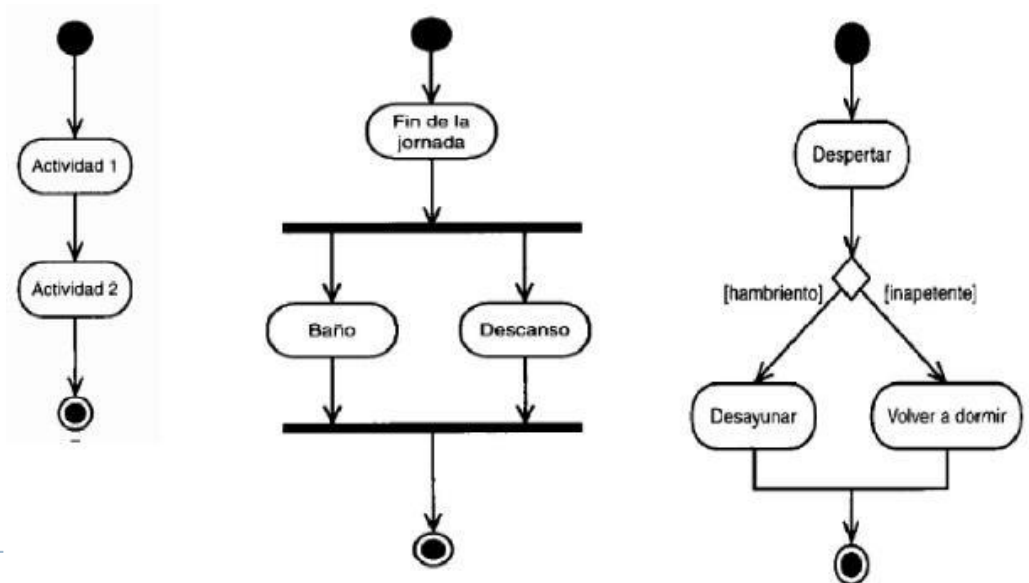 Actividad 1
Actividad 2
Fin de la
jornada
Baño
Descanso
Despertar
[hambriento]
[inapetente]
Desayunar
Volver a dormir